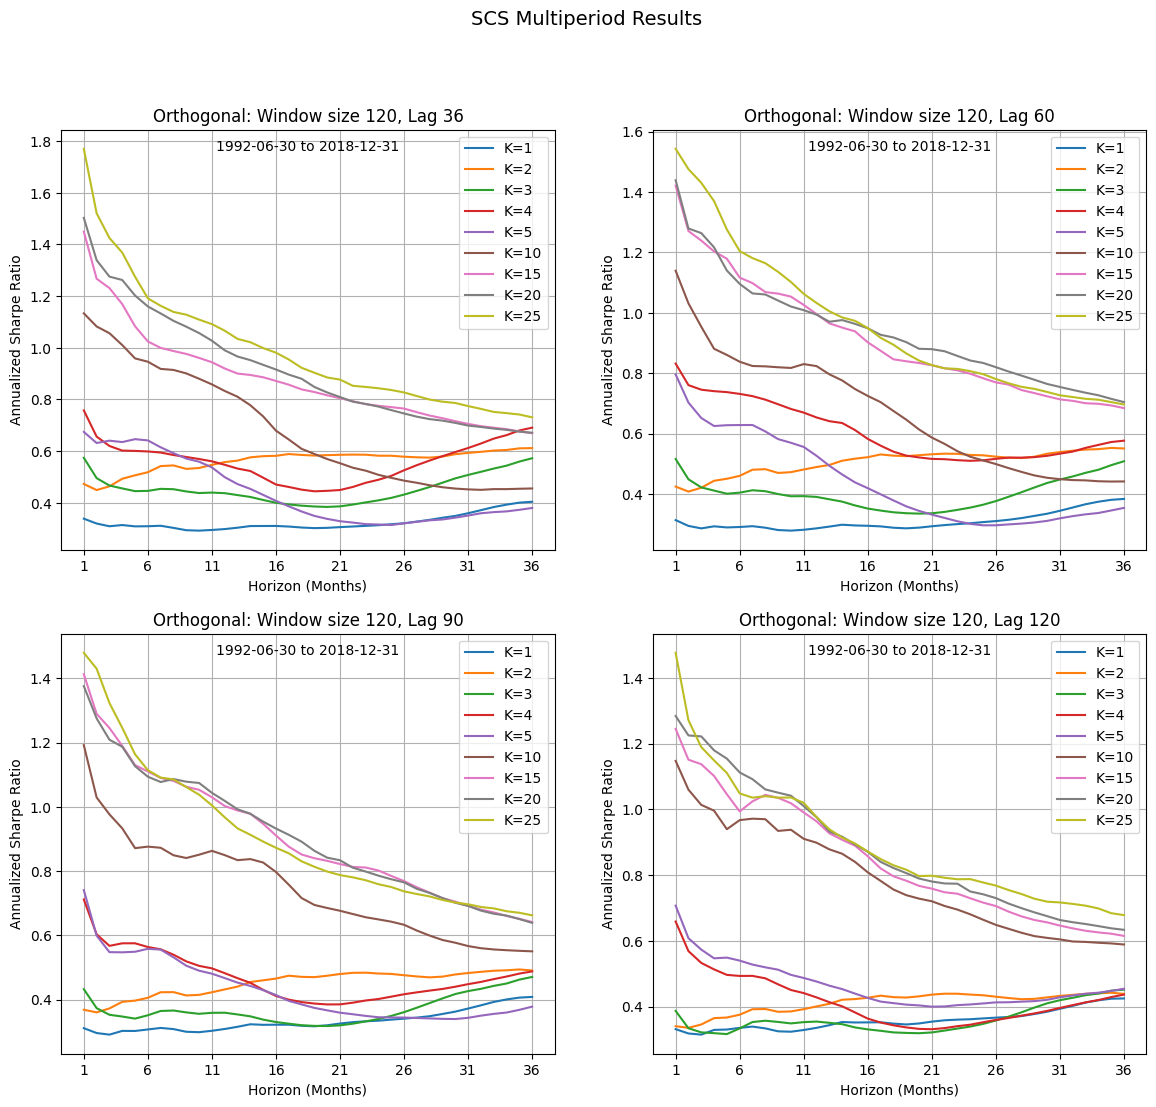 SCS Multiperiod Results
Orthogonal: Window size 120, Lag 36
1992-06-30 to 2018-12-31
Annualized Sharpe Ratio
1.8
1.6
1.4
1.2
1.0
0.8
0.6
0.4
1 6 11 16 21 26 31 36
Horizon (Months)
K=1
K=2
K=3
K=4
K=5
K=10
K=15
K=20
K=25
Orthogonal: Window size 120, Lag 60
1992-06-30 to 2018-12-31
Annualized Sharpe Ratio
1.6
1.4
1.2
1.0
0.8
0.6
0.4
1 6 11 16 21 26 31 36
Horizon (Months)
K=1
K=2
K=3
K=4
K=5
K=10
K=15
K=20
K=25
Orthogonal: Window size 120, Lag 90
1992-06-30 to 2018-12-31
Annualized Sharpe Ratio
1.4
1.2
1.0
0.8
0.6
0.4
1 6 11 16 21 26 31 36
Horizon (Months)
K=1
K=2
K=3
K=4
K=5
K=10
K=15
K=20
K=25
Orthogonal: Window size 120, Lag 120
1992-06-30 to 2018-12-31
Annualized Sharpe Ratio
1.4
1.2
1.0
0.8
0.6
0.4
1 6 11 16 21 26 31 36
Horizon (Months)
K=1
K=2
K=3
K=4
K=5
K=10
K=15
K=20
K=25